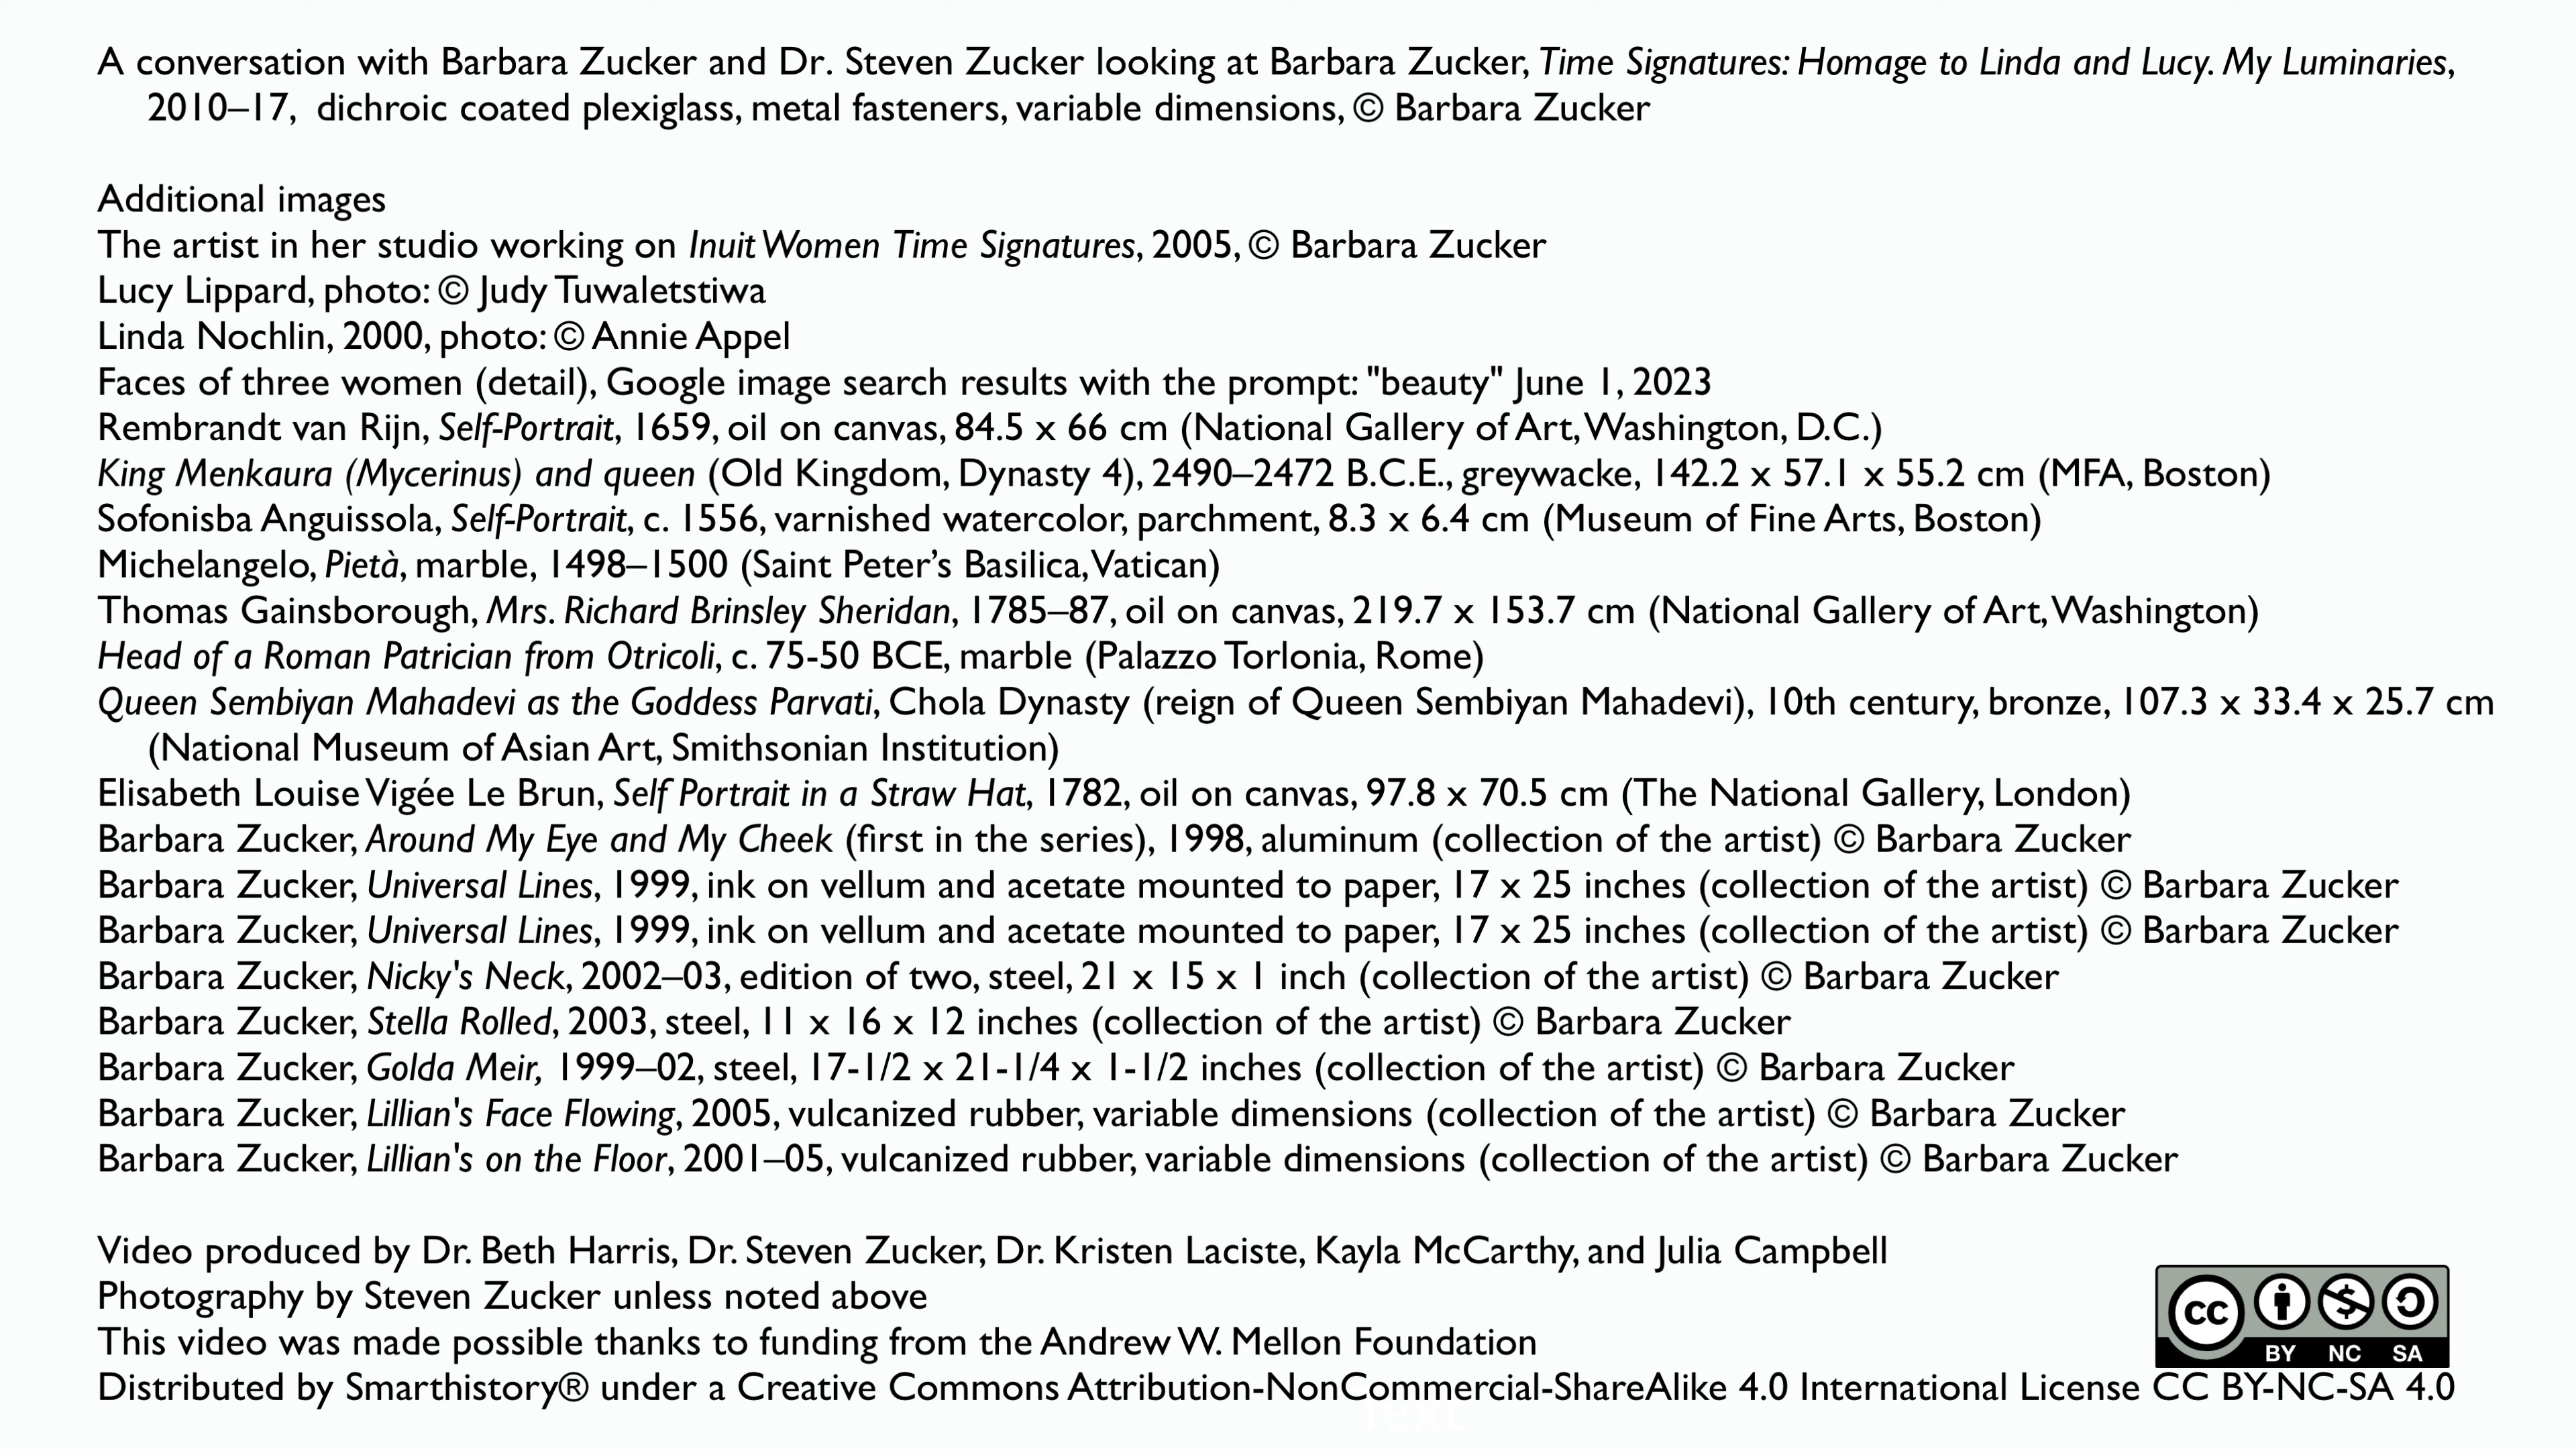 A conversation with Barbara Zucker and Dr. Steven Zucker looking at Barbara Zucker, Time Signatures: Homage to Linda and Lucy. My Luminaries,
2010–17, dichroic coated plexiglass, metal fasteners, variable dimensions, © Barbara Zucker
Additional images
The artist in her studio working on Inuit Women Time Signatures, 2005, © Barbara Zucker
Lucy Lippard, photo: © Judy Tuwaletstiwa
Linda Nochlin, 2000, photo: © Annie Appel
Faces of three women (detail), Google image search results with the prompt: "beauty" June 1, 2023
Rembrandt van Rijn, Self-Portrait, 1659, oil on canvas, 84.5 x 66 cm (National Gallery of Art, Washington, D.C.)
King Menkaura (Mycerinus) and queen (Old Kingdom, Dynasty 4), 2490–2472 B.C.E., greywacke, 142.2 x 57.1 x 55.2 cm (MFA, Boston)
Sofonisba Anguissola, Self-Portrait, c. 1556, varnished watercolor, parchment, 8.3 x 6.4 cm (Museum of Fine Arts, Boston)
Michelangelo, Pietà, marble, 1498–1500 (Saint Peter’s Basilica, Vatican)
Thomas Gainsborough, Mrs. Richard Brinsley Sheridan, 1785–87, oil on canvas, 219.7 x 153.7 cm (National Gallery of Art, Washington)
Head of a Roman Patrician from Otricoli, c. 75-50 BCE, marble (Palazzo Torlonia, Rome)
Queen Sembiyan Mahadevi as the Goddess Parvati, Chola Dynasty (reign of Queen Sembiyan Mahadevi), 10th century, bronze, 107.3 x 33.4 x 25.7 cm
(National Museum of Asian Art, Smithsonian Institution)
Elisabeth Louise Vigée Le Brun, Self Portrait in a Straw Hat, 1782, oil on canvas, 97.8 x 70.5 cm (The National Gallery, London)
Barbara Zucker, Around My Eye and My Cheek (first in the series), 1998, aluminum (collection of the artist) © Barbara Zucker
Barbara Zucker, Universal Lines, 1999, ink on vellum and acetate mounted to paper, 17 x 25 inches (collection of the artist) © Barbara Zucker
Barbara Zucker, Universal Lines, 1999, ink on vellum and acetate mounted to paper, 17 x 25 inches (collection of the artist) © Barbara Zucker
Barbara Zucker, Nicky's Neck, 2002–03, edition of two, steel, 21 x 15 x 1 inch (collection of the artist) © Barbara Zucker
Barbara Zucker, Stella Rolled, 2003, steel, 11 x 16 x 12 inches (collection of the artist) © Barbara Zucker
Barbara Zucker, Golda Meir, 1999–02, steel, 17-1/2 x 21-1/4 x 1-1/2 inches (collection of the artist) © Barbara Zucker
Barbara Zucker, Lillian's Face Flowing, 2005, vulcanized rubber, variable dimensions (collection of the artist) © Barbara Zucker
Barbara Zucker, Lillian's on the Floor, 2001–05, vulcanized rubber, variable dimensions (collection of the artist) © Barbara Zucker
Video produced by Dr. Beth Harris, Dr. Steven Zucker, Dr. Kristen Laciste, Kayla McCarthy, and Julia Campbell
Photography by Steven Zucker unless noted above
This video was made possible thanks to funding from the Andrew W. Mellon Foundation
Distributed by Smarthistory® under a Creative Commons Attribution-NonCommercial-ShareAlike 4.0 International License CC BY-NC-SA 4.0
cc
BY NC SA